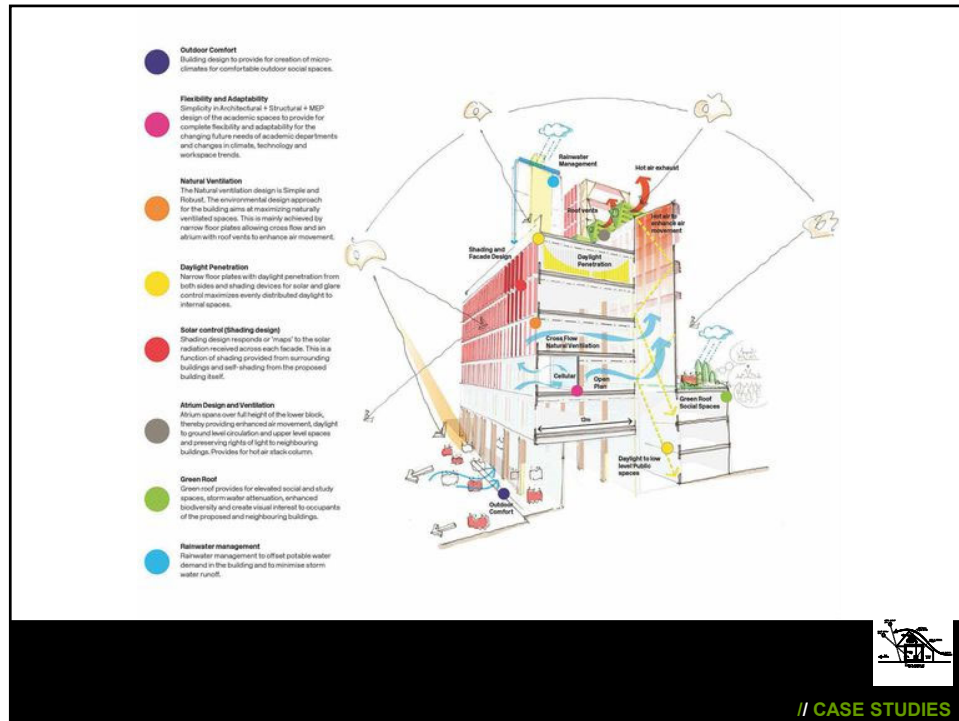 Outdoor Comfort
Building design to provide for creation of micro-
climates for comfortable outdoor social spaces.
Flexibility and Adaptability
Simplicity in Architectural + Structural + MEP
design of the academic spaces to provide for
complete flexibility and adaptability for the
changing future needs of academic departments
and changes in climate, technology and
workspace trends.
Natural Ventilation
The Natural ventilation design is Simple and
Robust. The environmental design approach
for the building aims at maximizing naturally
ventilated spaces. This is mainly achieved by
narrow floor plates allowing cross flow and an
atrium with roof vents to enhance air movement.
Daylight Penetration
Narrow floor plates with daylight penetration from
both sides and shading devices for solar and glare
control maximizes evenly distributed daylight to
internal spaces.
Solar control (Shading design)
Shading design responds or 'maps' to the solar
radiation received across each facade. This is a
function of shading provided from surrounding
buildings and self-shading from the proposed
building itself.
Atrium Design and Ventilation
Atrium spans over full height of the lower block,
thereby providing enhanced air movement, daylight
to ground level circulation and upper level spaces
and preserving rights of light to neighbouring
buildings. Provides for hot air stack column.
Green Roof
Green roof provides for elevated social and study
spaces, storm water attenuation, enhanced
biodiversity and create visual interest to occupants
of the proposed and neighbouring buildings.
Rainwater management
Rainwater management to offset potable water
demand in the building and to minimise storm
water runoff.
Rainwater
Management
Hot air exhaust
Roof vents
Hot air to
enhance air
movement
Shading and
Facade Design
Daylight
Penetration
Cross Flow
Natural Ventilation
Cellular
Open
Plan
12m
Green Roof
Social Spaces
Daylight to low
level Public
spaces
Outdoor
Comfort
// CASE STUDIES